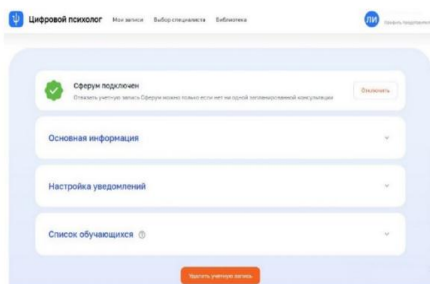 Цифровой психолог Мои записи Выбор специалиста Библиотека ЛИ
Сферум подключен
Отвязать учетную запись Сферум можно только если нет ни одной запланированной консультации
Отключить
Основная информация
Настройка уведомлений
Список обучающихся ?
Удалить учетную запись